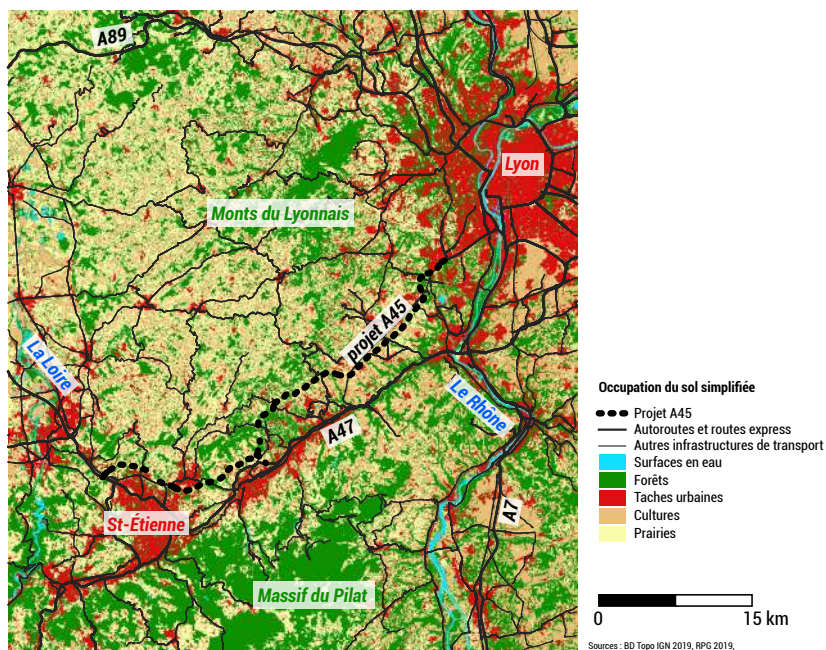 A89
Lyon
Monts du Lyonnais
projet A45
La Loire
Le Rhône
A47
A7
St-Étienne
Massif du Pilat
Occupation du sol simplifiée
Projet A45
Autoroutes et routes express
Autres infrastructures de transport
Surfaces en eau
Forêts
Taches urbaines
Cultures
Prairies
0 15 km
Sources : BD Topo IGN 2019, RPG 2019,